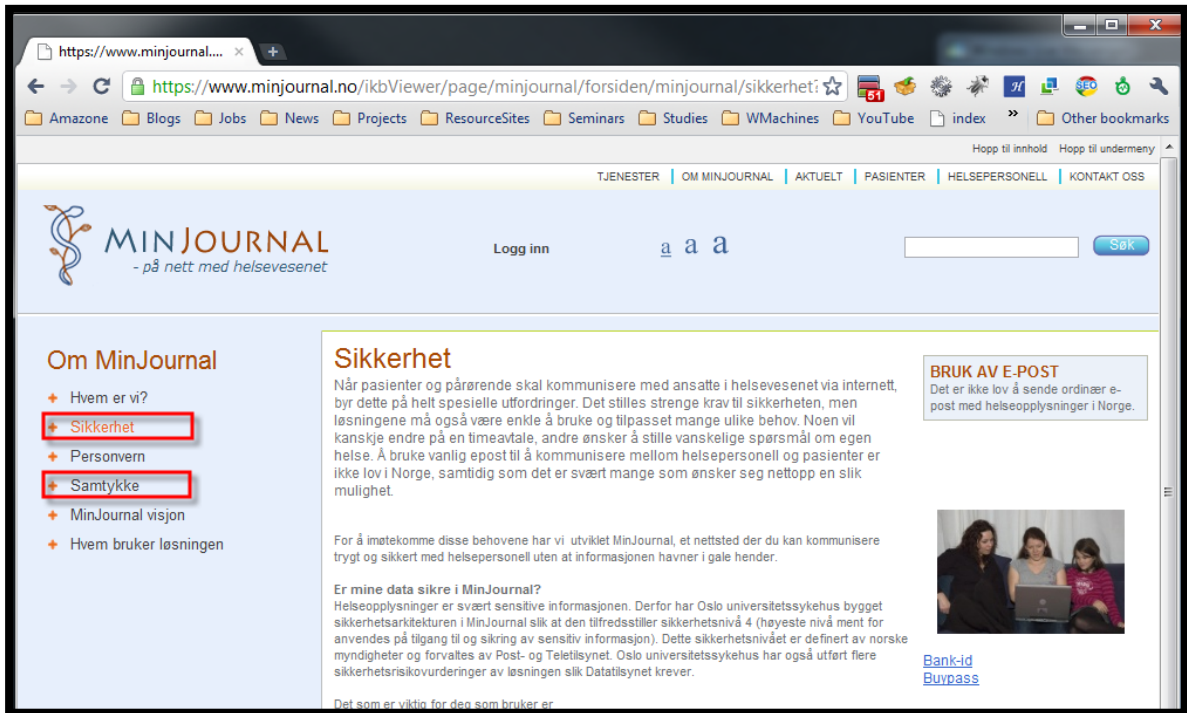 https://www.minjournal....
https://www.minjournal.no/ikbViewer/page/minjournal/forsiden/minjournal/sikkerhet
51
Amazone Blogs Jobs News Projects ResourceSites Seminars Studies WMachines YouTube index » Other bookmarks
Hopp til innhold Hopp til undermeny
TJENESTER | OM MINJOURNAL | AKTUELT | PASIENTER | HELSEPERSONELL | KONTAKT OSS
MINJOURNAL
- på nett med helsevesenet
Logg inn
a a a
Søk
Om MinJournal
Hvem er vi?
Sikkerhet
Personvern
Samtykke
MinJournal visjon
Hvem bruker løsningen
Sikkerhet
Når pasienter og pårørende skal kommunisere med ansatte i helsevesenet via internett,
byr dette på helt spesielle utfordringer. Det stilles strenge krav til sikkerheten, men
løsningene må også være enkle å bruke og tilpasset mange ulike behov. Noen vil
kanskje endre på en timeavtale, andre ønsker å stille vanskelige spørsmål om egen
helse. Å bruke vanlig epost til å kommunisere mellom helsepersonell og pasienter er
ikke lov i Norge, samtidig som det er svært mange som ønsker seg nettopp en slik
mulighet.
For å imøtekomme disse behovene har vi utviklet MinJournal, et nettsted der du kan kommunisere
trygt og sikkert med helsepersonell uten at informasjonen havner i gale hender.
Er mine data sikre i MinJournal?
Helseopplysninger er svært sensitive informasjonen. Derfor har Oslo universitetssykehus bygget
sikkerhetsarkitekturen i MinJournal slik at den tilfredsstiller sikkerhetsnivå 4 (høyeste nivå ment for
anvendes på tilgang til og sikring av sensitiv informasjon). Dette sikkerhetsnivået er definert av norske
myndigheter og forvaltes av Post- og Teletilsynet. Oslo universitetssykehus har også utført flere
sikkerhetsrisikovurderinger av løsningen slik Datatilsynet krever.
Det som er viktig for deg som bruker er
BRUK AV E-POST
Det er ikke lov å sende ordinær e-
post med helseopplysninger i Norge.
Bank-id
Buypass